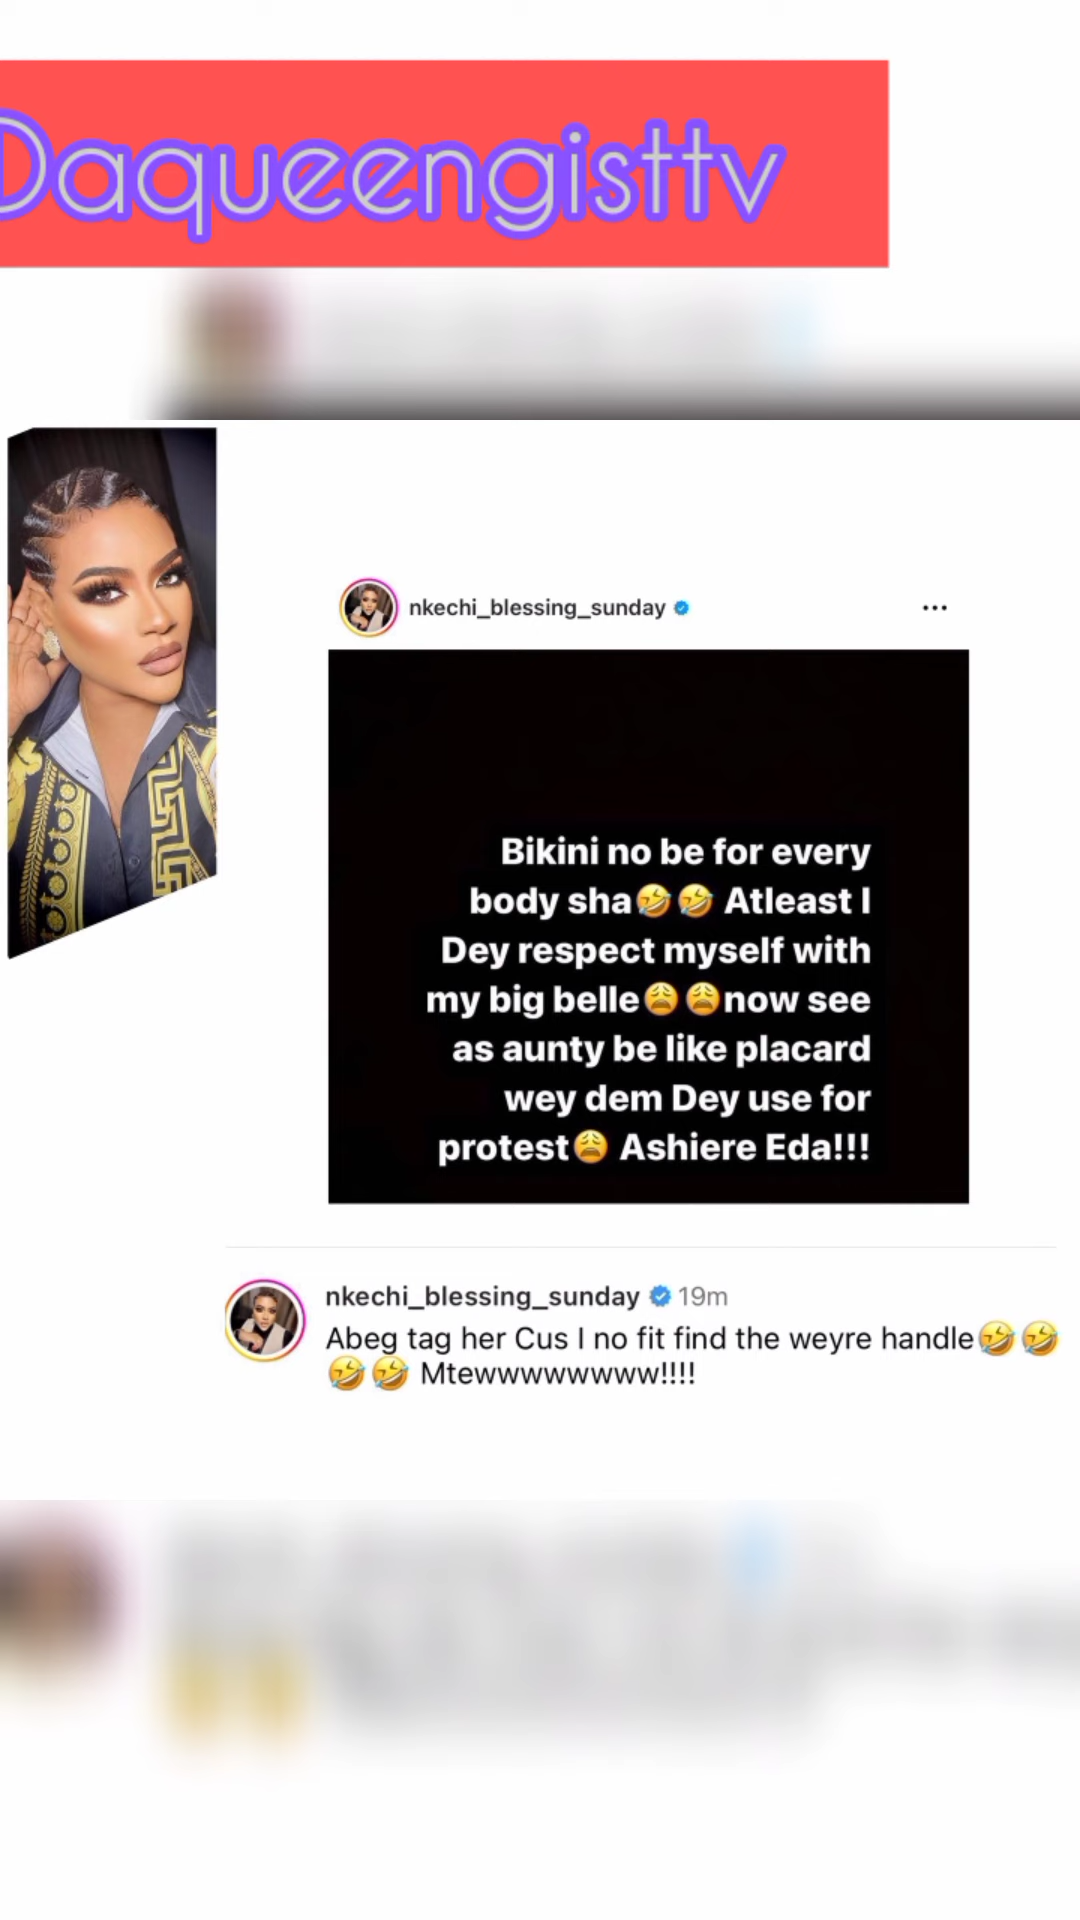 Daqueengisttv
nkechi_blessing_sunday
Bikini no be for every
body sha🤣🤣 Atleast I
Dey respect myself with
my big belle😩😩now see
as aunty be like placard
wey dem Dey use for
protest😩 Ashiere Eda!!!
nkechi_blessing_sunday 19m
Abeg tag her Cus I no fit find the weyre handle🤣🤣
🤣🤣 Mtewwwwwwwww!!!!